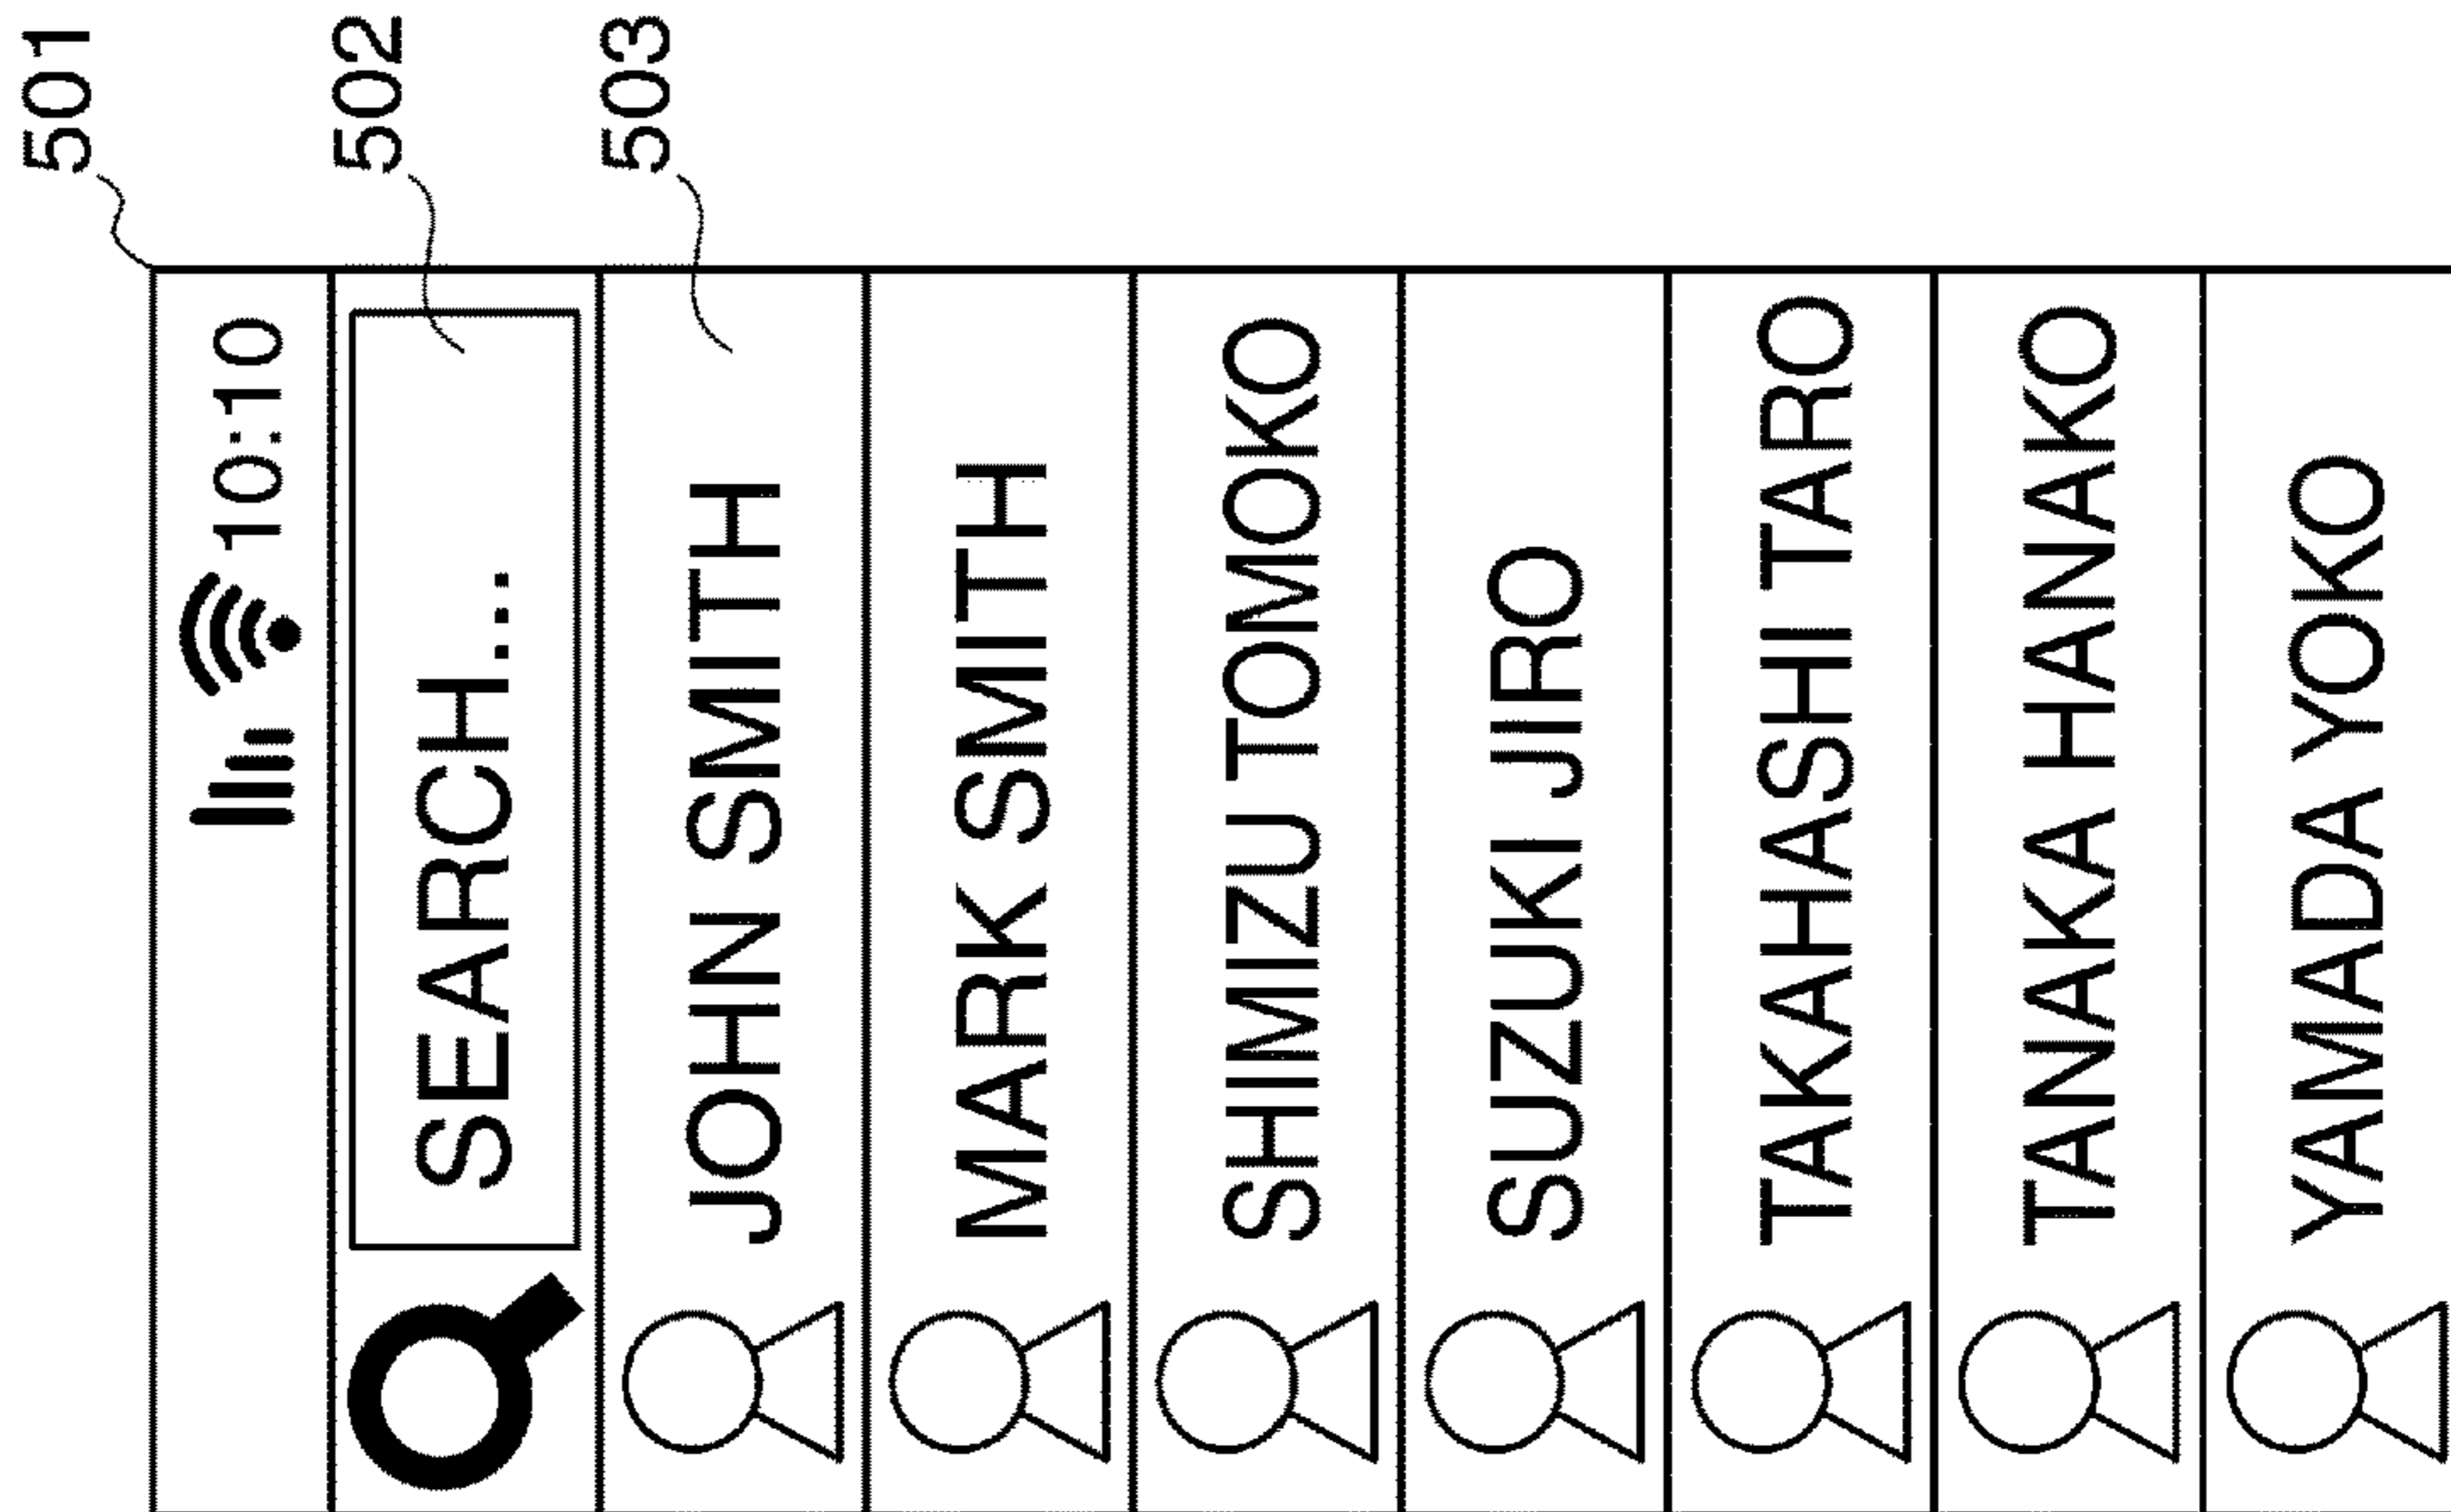 501
10:10
502
SEARCH...
503
JOHN SMITH
MARK SMITH
SHIMIZU TOMOKO
SUZUKI JIRO
TAKAHASHI TARO
TANAKA HANAKO
YAMADA YOKO